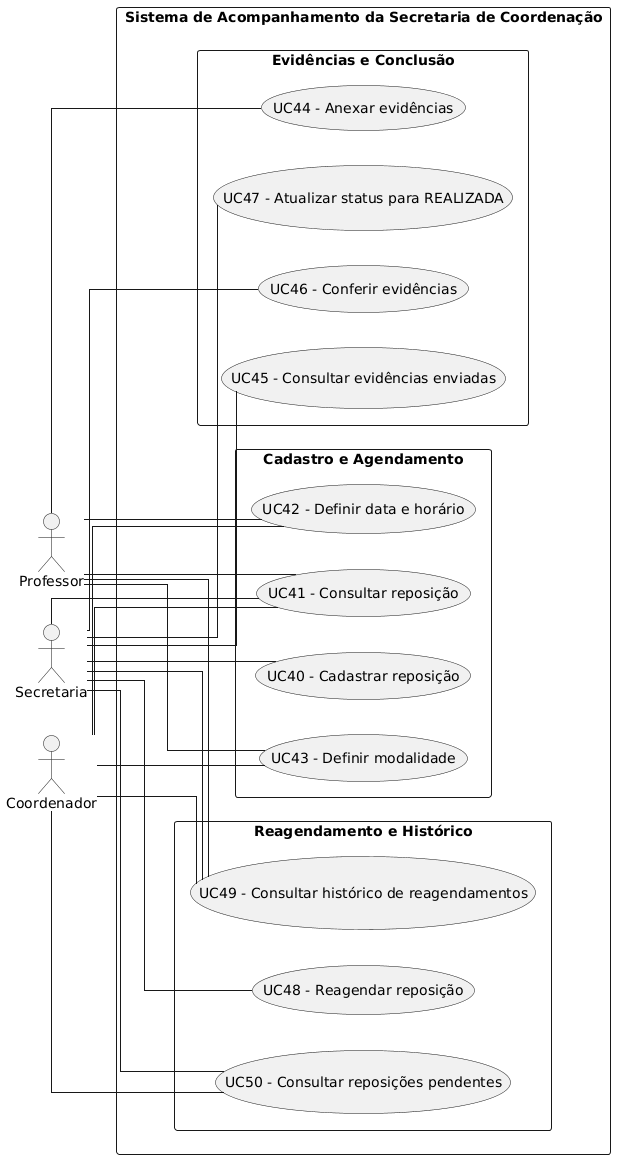 Sistema de Acompanhamento da Secretaria de Coordenação
Evidências e Conclusão
UC44 - Anexar evidências
UC47 - Atualizar status para REALIZADA
UC46 - Conferir evidências
UC45 - Consultar evidências enviadas
Cadastro e Agendamento
UC42 - Definir data e horário
Professor
UC41 - Consultar reposição
UC40 - Cadastrar reposição
Secretaria
UC43 - Definir modalidade
Coordenador
Reagendamento e Histórico
UC49 - Consultar histórico de reagendamentos
UC48 - Reagendar reposição
UC50 - Consultar reposições pendentes